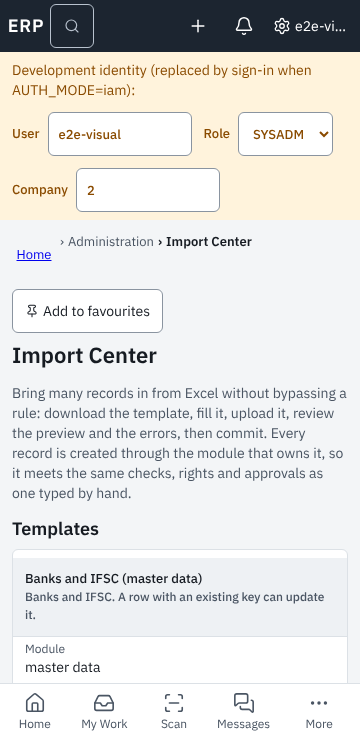 ERP
e2e-vi...
Development identity (replaced by sign-in when
AUTH_MODE=iam):
User e2e-visual Role SYSADM
Company 2
› Administration › Import Center
Home
Add to favourites
Import Center
Bring many records in from Excel without bypassing a
rule: download the template, fill it, upload it, review
the preview and the errors, then commit. Every
record is created through the module that owns it, so
it meets the same checks, rights and approvals as
one typed by hand.
Templates
Banks and IFSC (master data)
Banks and IFSC. A row with an existing key can update
it.
Module
master data
Home My Work Scan Messages More